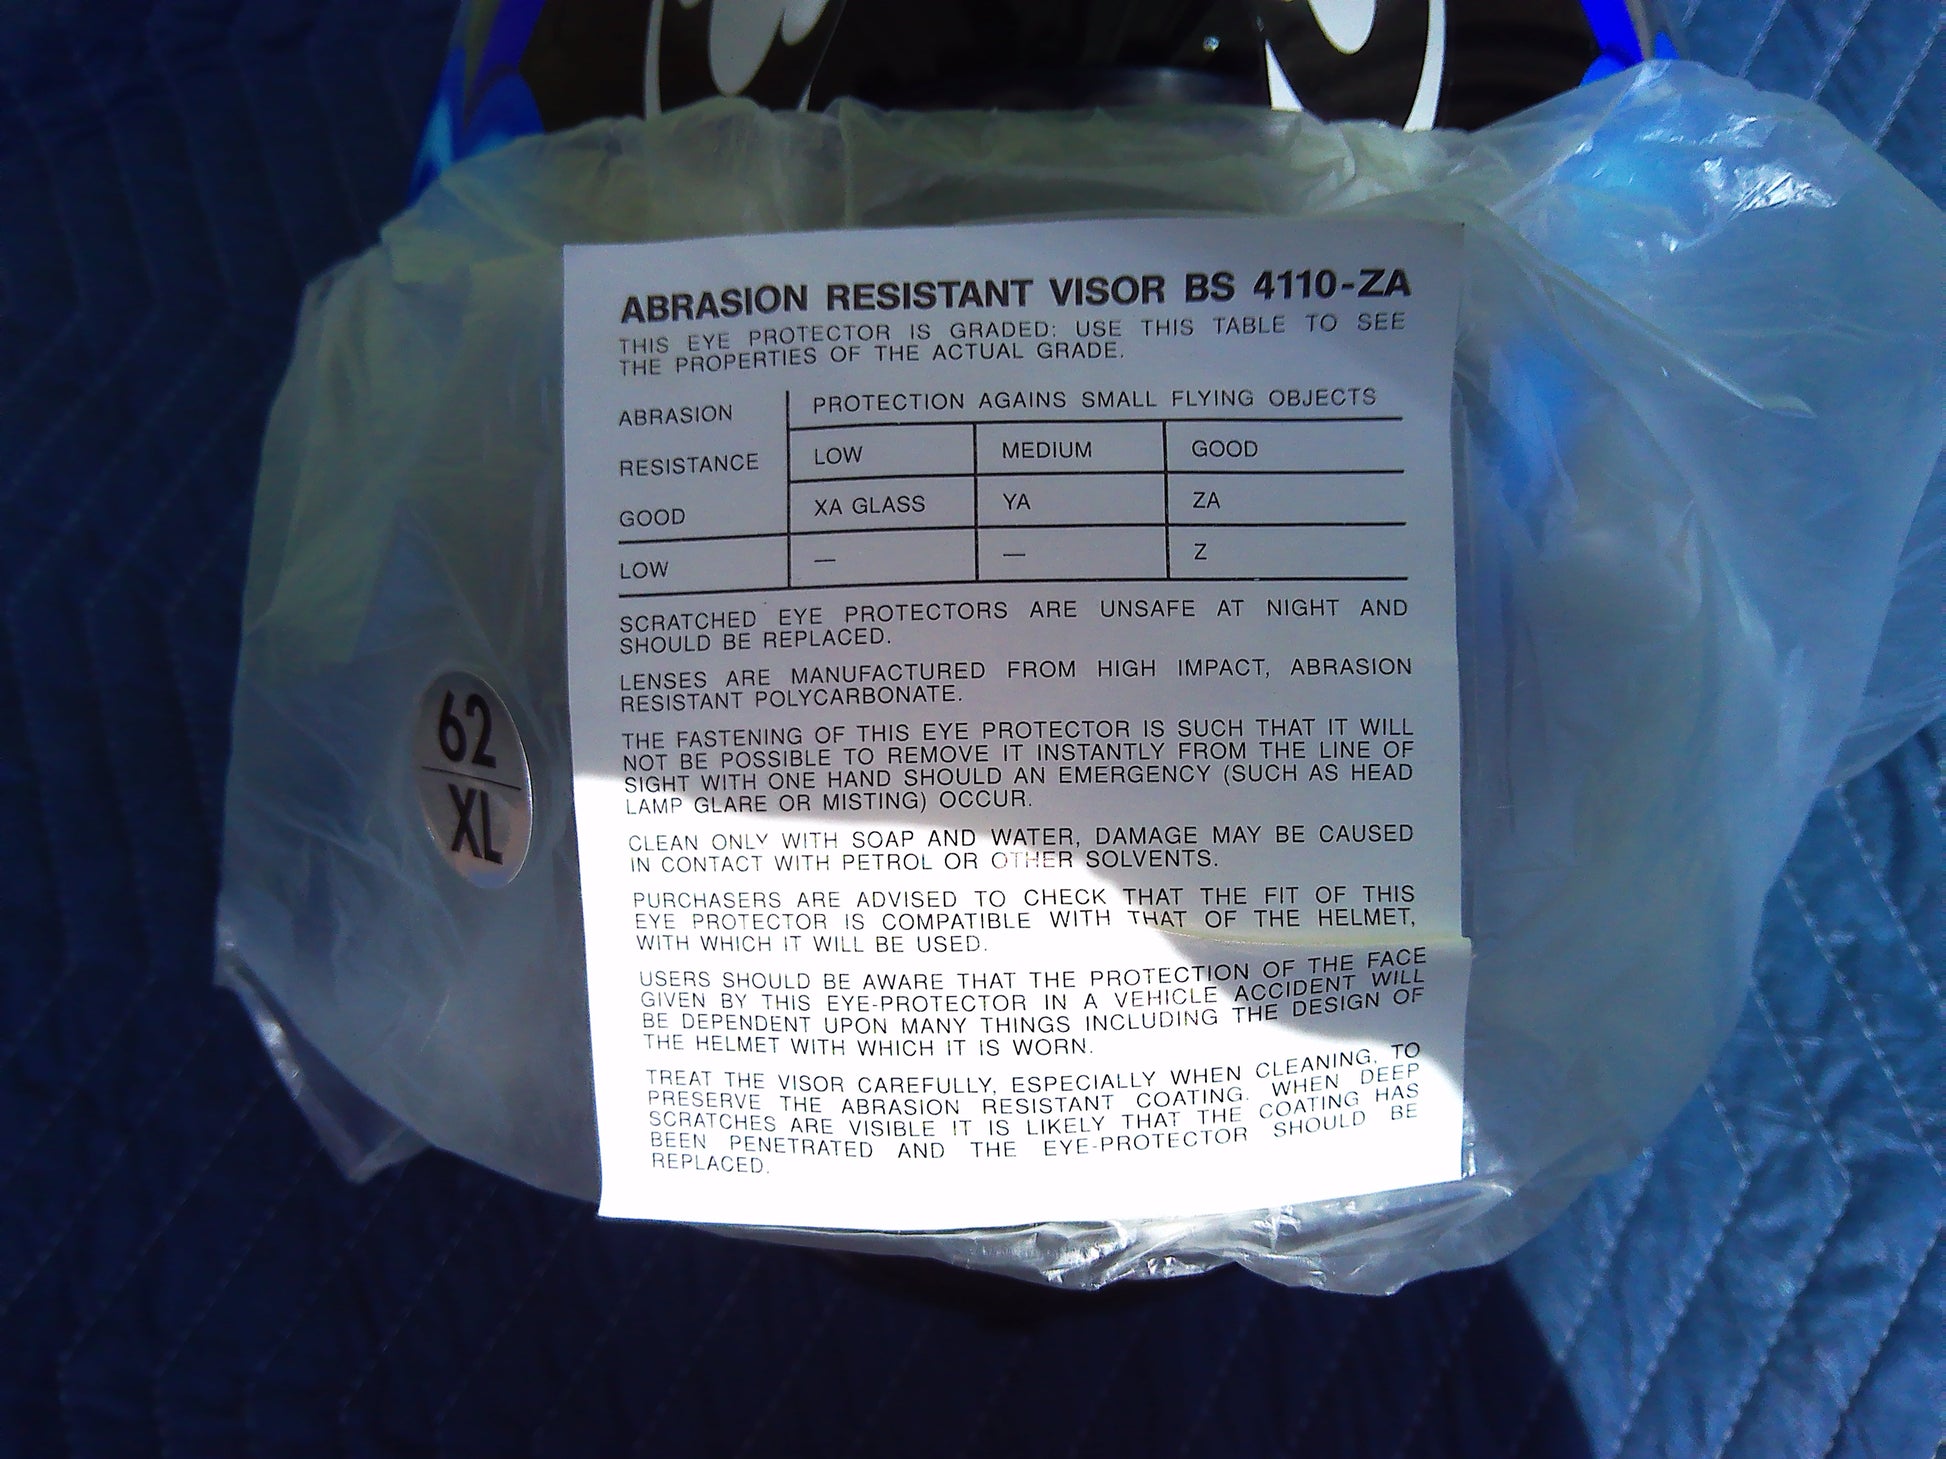 ABRASION RESISTANT VISOR BS 4110-ZA
THIS EYE PROTECTOR IS GRADED: USE THIS TABLE TO SEE
THE PROPERTIES OF THE ACTUAL GRADE.
ABRASION PROTECTION AGAINS SMALL FLYING OBJECTS
RESISTANCE LOW MEDIUM GOOD
GOOD XA GLASS YA ZA
LOW — — Z
SCRATCHED EYE PROTECTORS ARE UNSAFE AT NIGHT AND
SHOULD BE REPLACED.
LENSES ARE MANUFACTURED FROM HIGH IMPACT, ABRASION
RESISTANT POLYCARBONATE.
THE FASTENING OF THIS EYE PROTECTOR IS SUCH THAT IT WILL
NOT BE POSSIBLE TO REMOVE IT INSTANTLY FROM THE LINE OF
SIGHT WITH ONE HAND SHOULD AN EMERGENCY (SUCH AS HEAD
LAMP GLARE OR MISTING) OCCUR.
CLEAN ONLY WITH SOAP AND WATER, DAMAGE MAY BE CAUSED
IN CONTACT WITH PETROL OR OTHER SOLVENTS.
PURCHASERS ARE ADVISED TO CHECK THAT THE FIT OF THIS
EYE PROTECTOR IS COMPATIBLE WITH THAT OF THE HELMET,
WITH WHICH IT WILL BE USED.
USERS SHOULD BE AWARE THAT THE PROTECTION OF THE FACE
GIVEN BY THIS EYE-PROTECTOR IN A VEHICLE ACCIDENT WILL
BE DEPENDENT UPON MANY THINGS INCLUDING THE DESIGN OF
THE HELMET WITH WHICH IT IS WORN.
TREAT THE VISOR CAREFULLY, ESPECIALLY WHEN CLEANING, TO
PRESERVE THE ABRASION RESISTANT COATING. WHEN DEEP
SCRATCHES ARE VISIBLE IT IS LIKELY THAT THE COATING HAS
BEEN PENETRATED AND THE EYE-PROTECTOR SHOULD BE
REPLACED.
62
XL